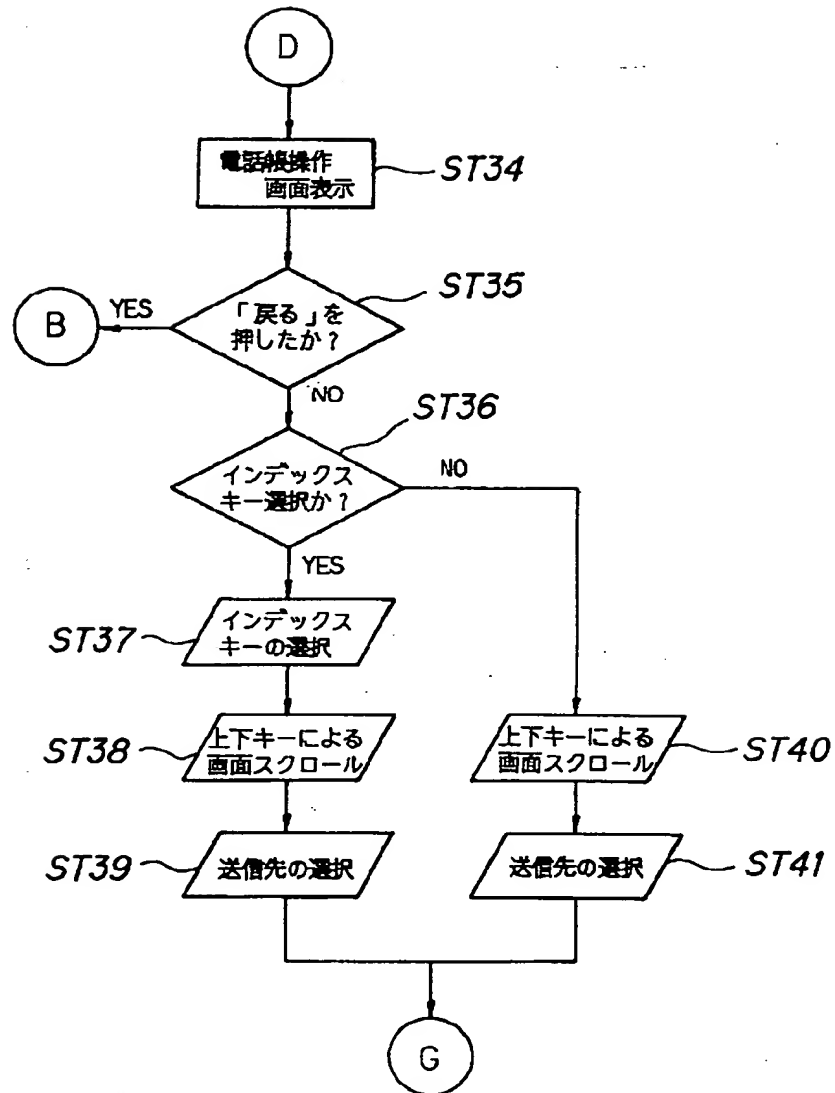 D
電話帳操作
画面表示
ST34
「戻る」を
押したか?
ST35
YES
B
NO
ST36
インデックス
キー選択か?
NO
YES
インデックス
キーの選択
ST37
上下キーによる
画面スクロール
ST38
上下キーによる
画面スクロール
ST40
送信先の選択
ST39
送信先の選択
ST41
G